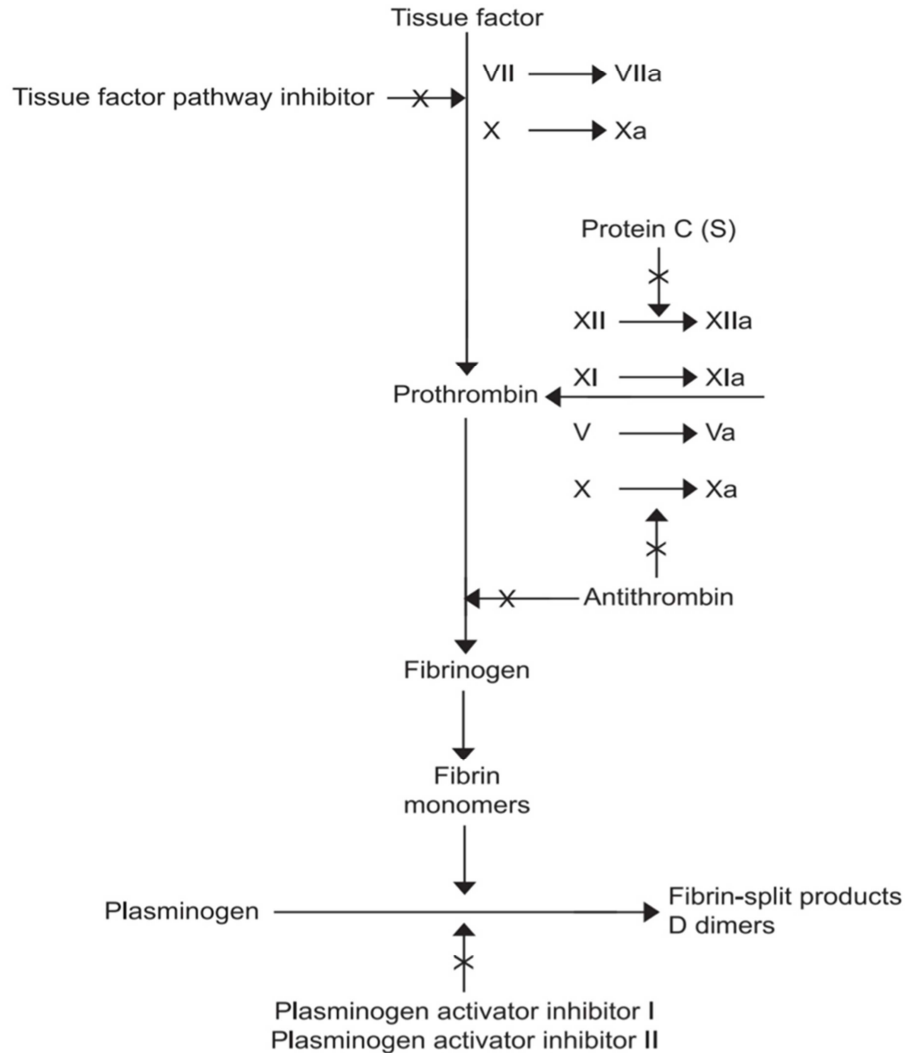 Tissue factor
VII VIIa
Tissue factor pathway inhibitor
X Xa
Protein C (S)
XII XIIa
XI XIa
Prothrombin
V Va
X Xa
X
X
X
Antithrombin
X
Fibrinogen
Fibrin
monomers
Plasminogen
Fibrin-split products
D dimers
X
Plasminogen activator inhibitor I
Plasminogen activator inhibitor II